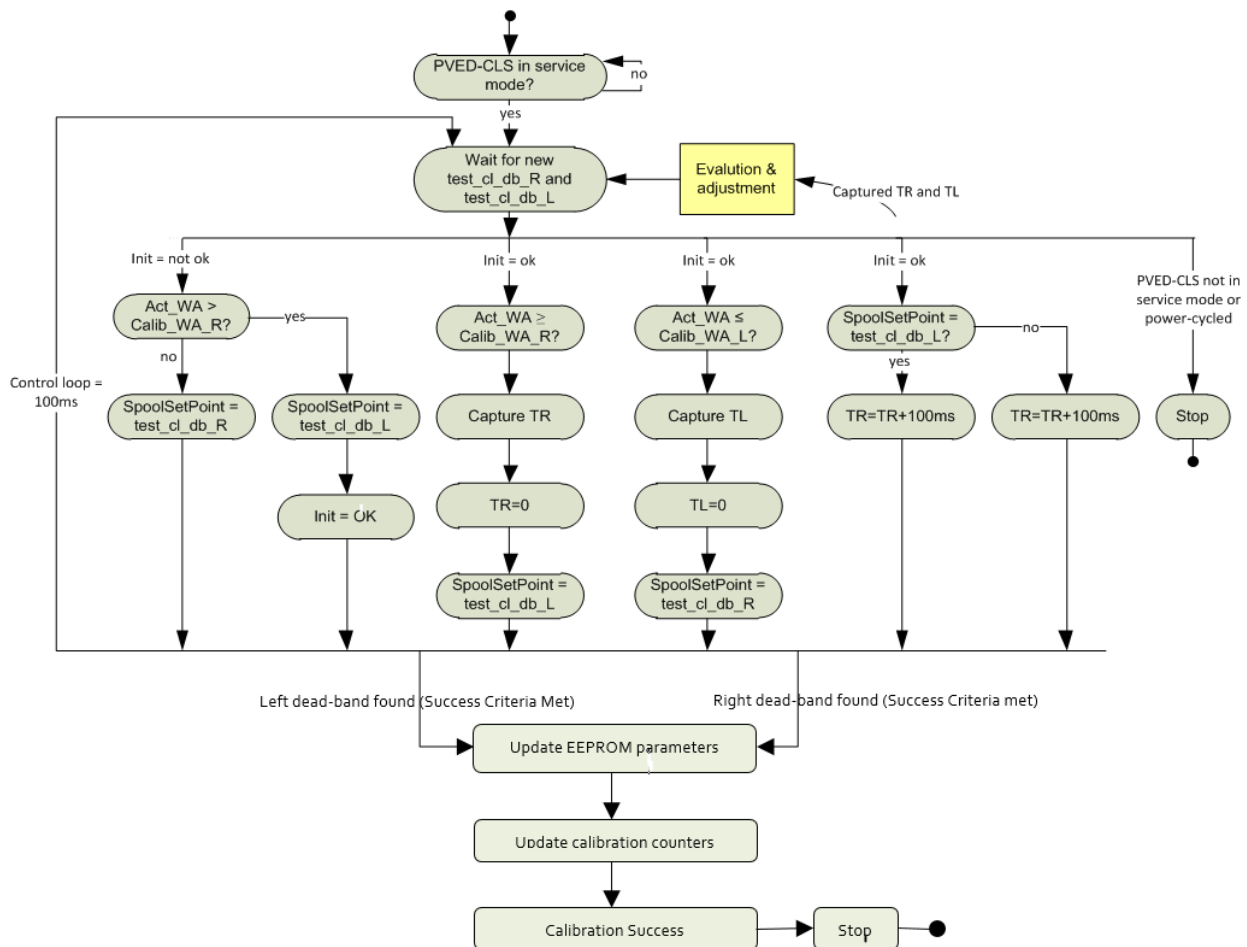 PVED-CLS in service
mode?
no
yes
Wait for new
test_cl_db_R and
test_cl_db_L
Evalution &
adjustment
Captured TR and TL
Init = not ok
Init = ok
Init = ok
Init = ok
PVED-CLS not in
service mode or
power-cycled
Act_WA >
Calib_WA_R?
yes
no
Act_WA ≥
Calib_WA_R?
Act_WA ≤
Calib_WA_L?
SpoolSetPoint =
test_cl_db_L?
no
yes
Control loop =
100ms
SpoolSetPoint =
test_cl_db_R
SpoolSetPoint =
test_cl_db_L
Capture TR
Capture TL
TR=TR+100ms
TR=TR+100ms
Stop
Init = OK
TR=0
TL=0
SpoolSetPoint =
test_cl_db_L
SpoolSetPoint =
test_cl_db_R
Left dead-band found (Success Criteria Met)
Right dead-band found (Success Criteria met)
Update EEPROM parameters
Update calibration counters
Calibration Success
Stop